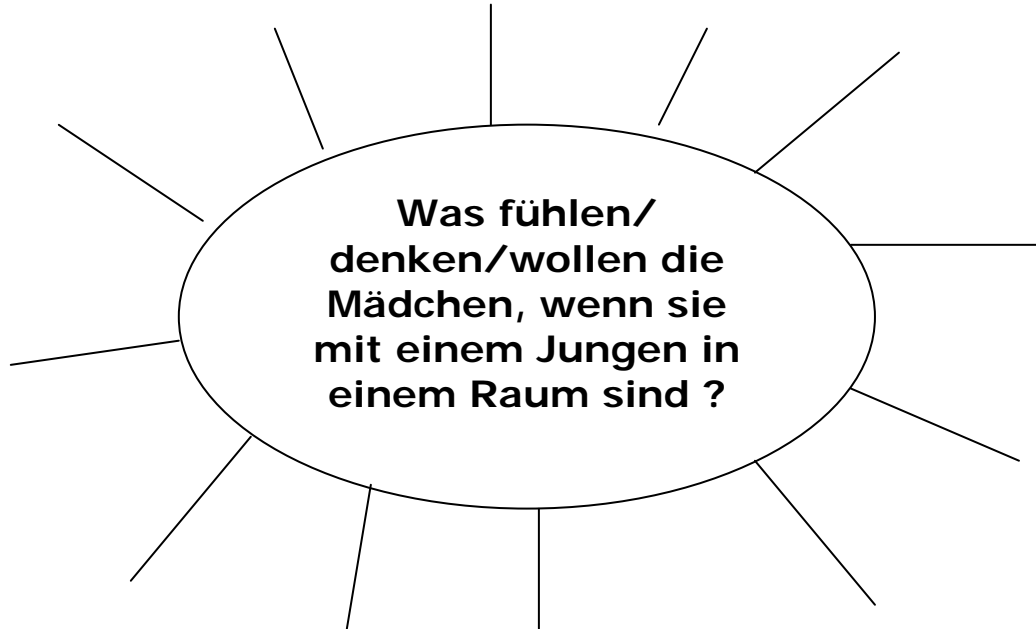 Was fühlen/
denken/wollen die
Mädchen, wenn sie
mit einem Jungen in
einem Raum sind ?